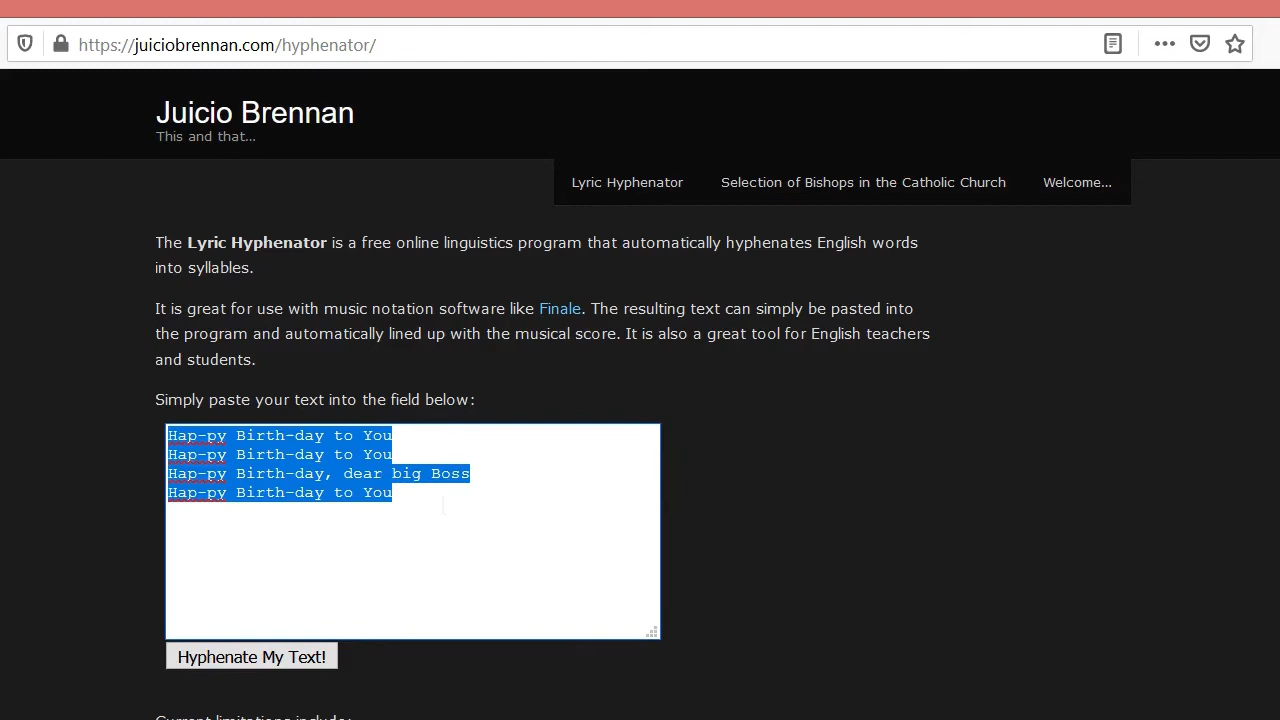 https://juiciobrennan.com/hyphenator/
Juicio Brennan
This and that...
Lyric Hyphenator Selection of Bishops in the Catholic Church Welcome...
The Lyric Hyphenator is a free online linguistics program that automatically hyphenates English words
into syllables.
It is great for use with music notation software like Finale. The resulting text can simply be pasted into
the program and automatically lined up with the musical score. It is also a great tool for English teachers
and students.
Simply paste your text into the field below:
Hap-py Birth-day to You
Hap-py Birth-day to You
Hap-py Birth-day, dear big Boss
Hap-py Birth-day to You
Hyphenate My Text!
Current limitations include: